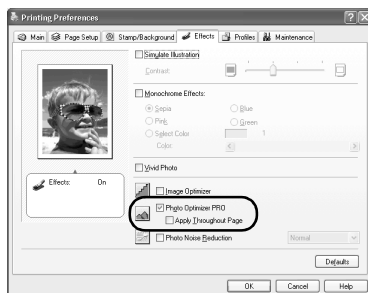 Printing Preferences
Main Page Setup Stamp/Background Effects Profiles Maintenance
Simulate Illustration
Contrast:
Monochrome Effects:
Sepia Blue
Pink Green
Select Color 1
Color:
Vivid Photo
Effects: On
Image Optimizer
Photo Optimizer PRO
Apply Throughout Page
Photo Noise Reduction Normal
Defaults
OK Cancel Help